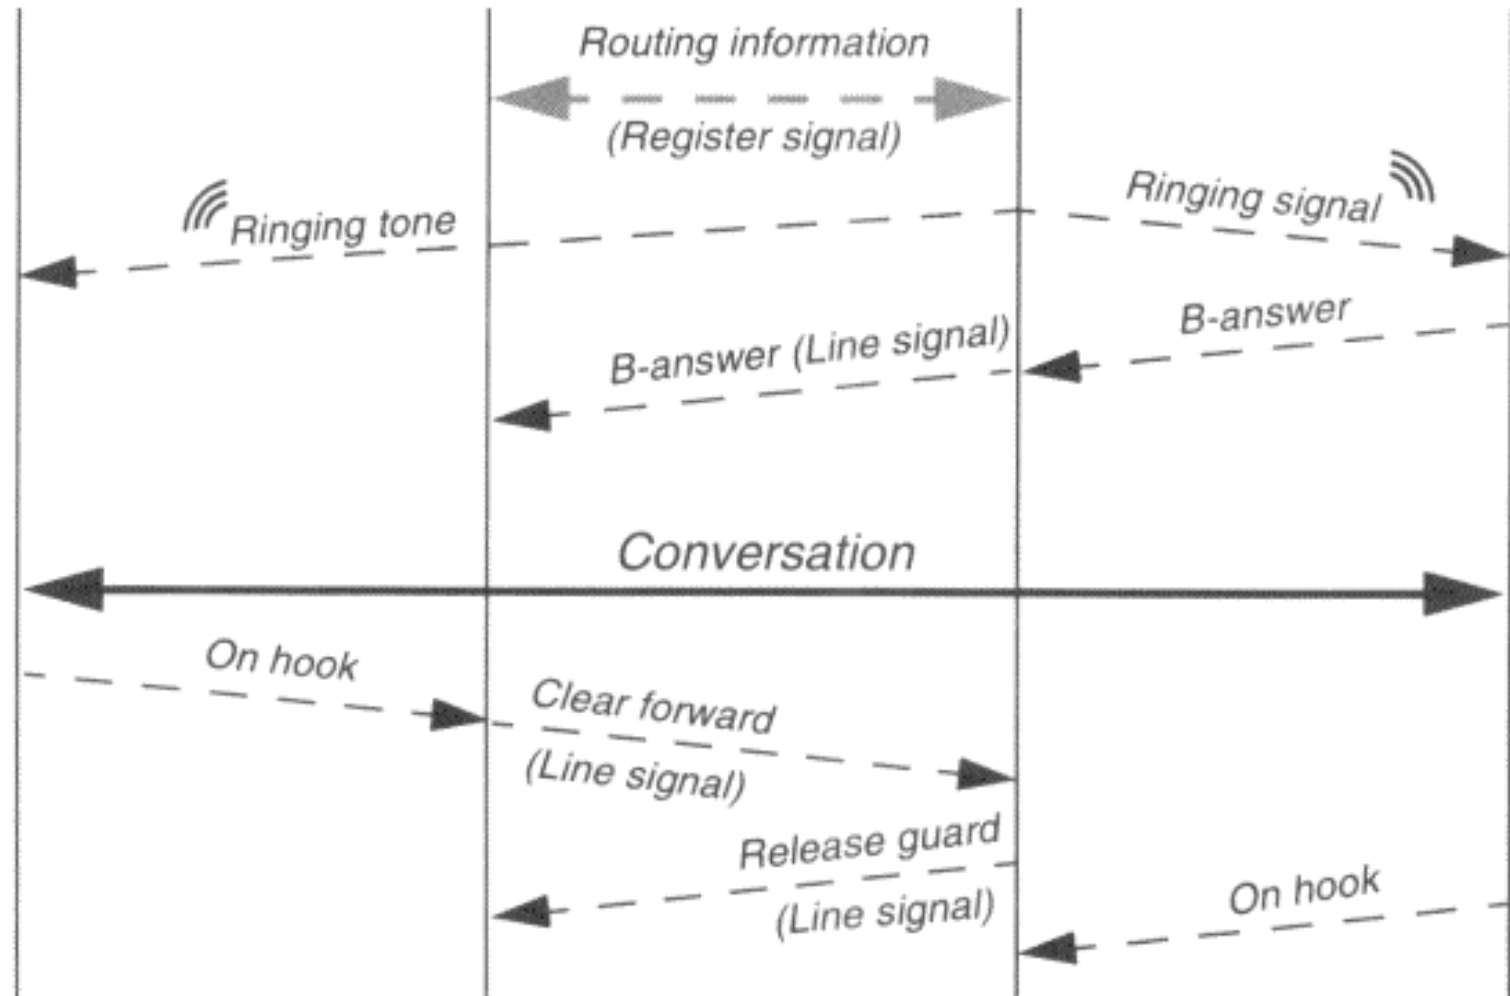 Routing information
(Register signal)
Ringing tone
Ringing signal
B-answer (Line signal)
B-answer
Conversation
On hook
Clear forward
(Line signal)
Release guard
(Line signal)
On hook